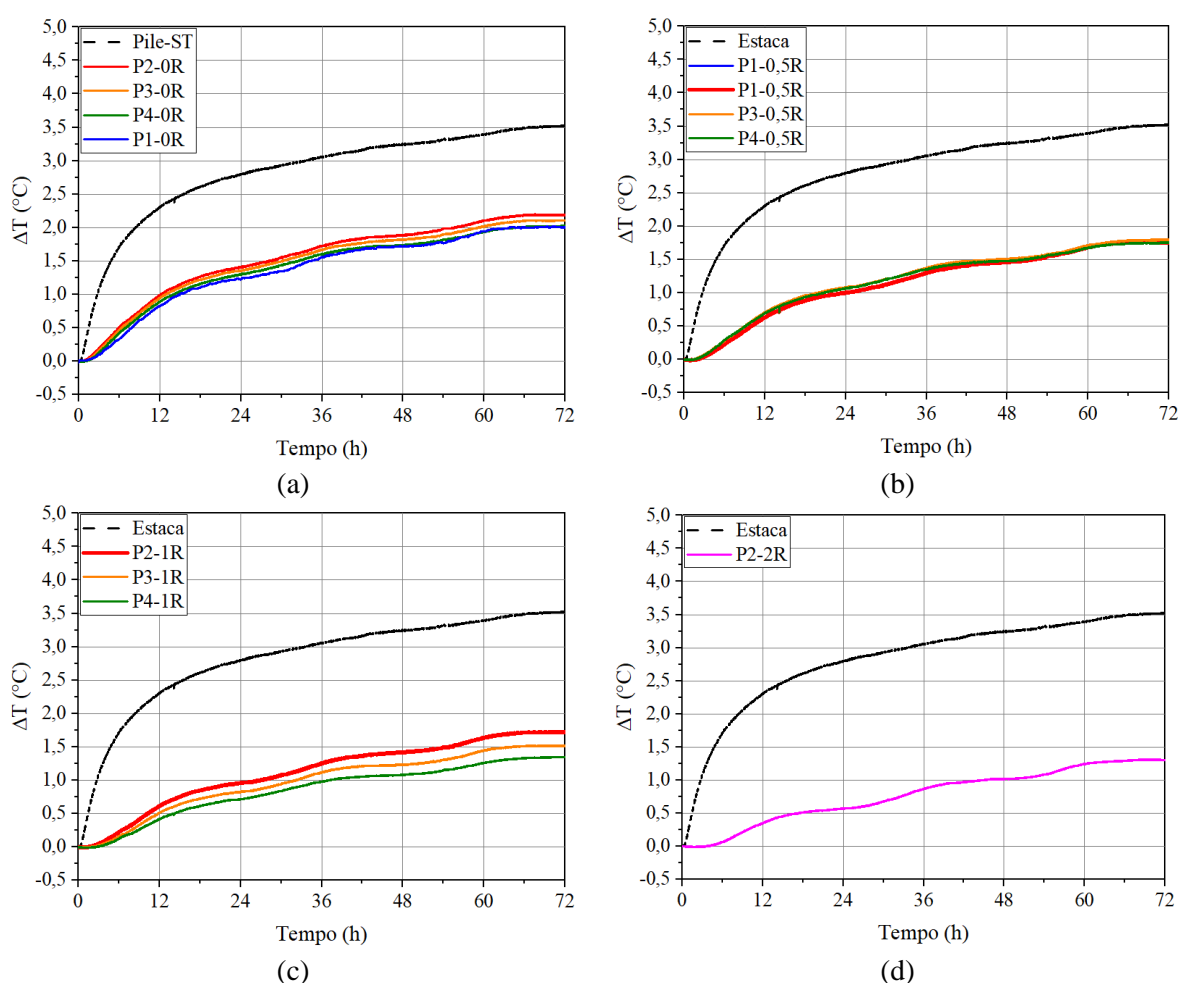 5,0
4,5
4,0
3,5
3,0
2,5
2,0
1,5
1,0
0,5
0,0
-0,5
ΔT (°C)
Pile-ST
P2-0R
P3-0R
P4-0R
P1-0R
0 12 24 36 48 60 72
Tempo (h)
(a)
5,0
4,5
4,0
3,5
3,0
2,5
2,0
1,5
1,0
0,5
0,0
-0,5
ΔT (°C)
Estaca
P1-0,5R
P1-0,5R
P3-0,5R
P4-0,5R
0 12 24 36 48 60 72
Tempo (h)
(b)
5,0
4,5
4,0
3,5
3,0
2,5
2,0
1,5
1,0
0,5
0,0
-0,5
ΔT (°C)
Estaca
P2-1R
P3-1R
P4-1R
0 12 24 36 48 60 72
Tempo (h)
(c)
5,0
4,5
4,0
3,5
3,0
2,5
2,0
1,5
1,0
0,5
0,0
-0,5
ΔT (°C)
Estaca
P2-2R
0 12 24 36 48 60 72
Tempo (h)
(d)